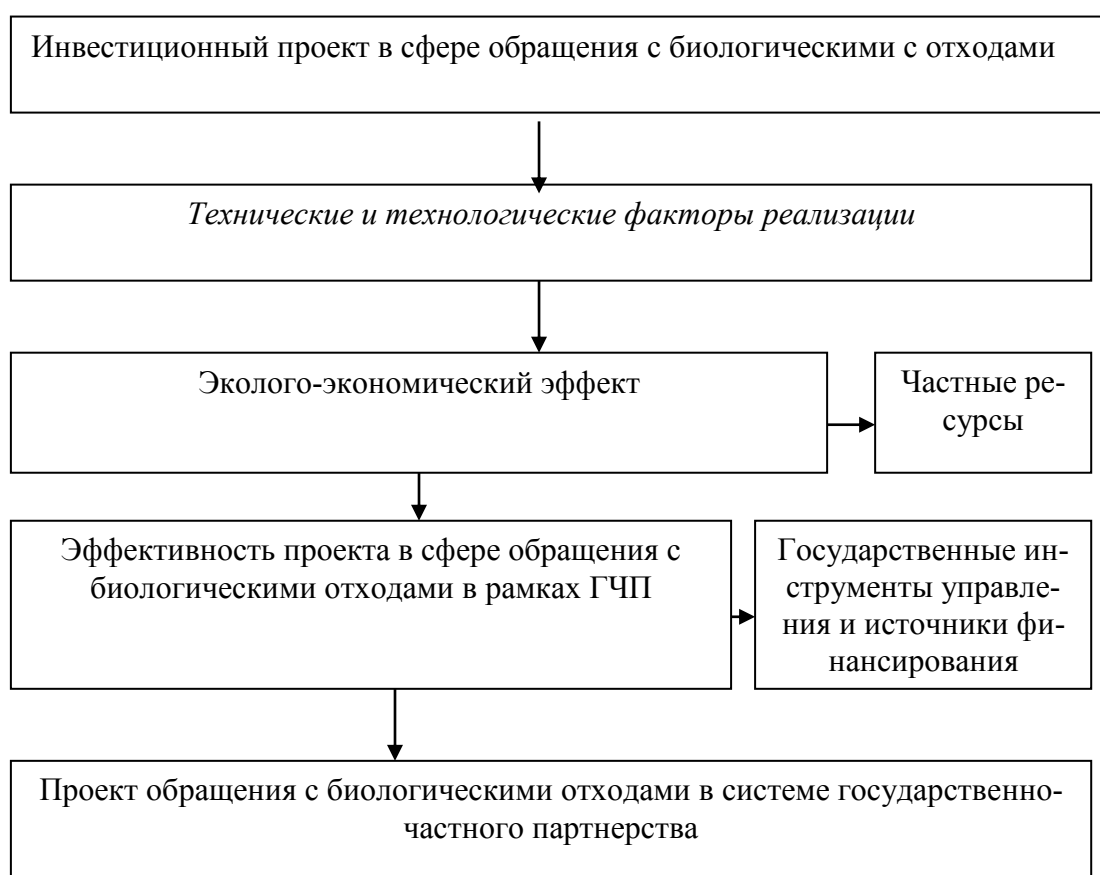 Инвестиционный проект в сфере обращения с биологическими с отходами
Технические и технологические факторы реализации
Эколого-экономический эффект
Частные ре-
сурсы
Эффективность проекта в сфере обращения с
биологическими отходами в рамках ГЧП
Государственные ин-
струменты управле-
ния и источники фи-
нансирования
Проект обращения с биологическими отходами в системе государственно-
частного партнерства